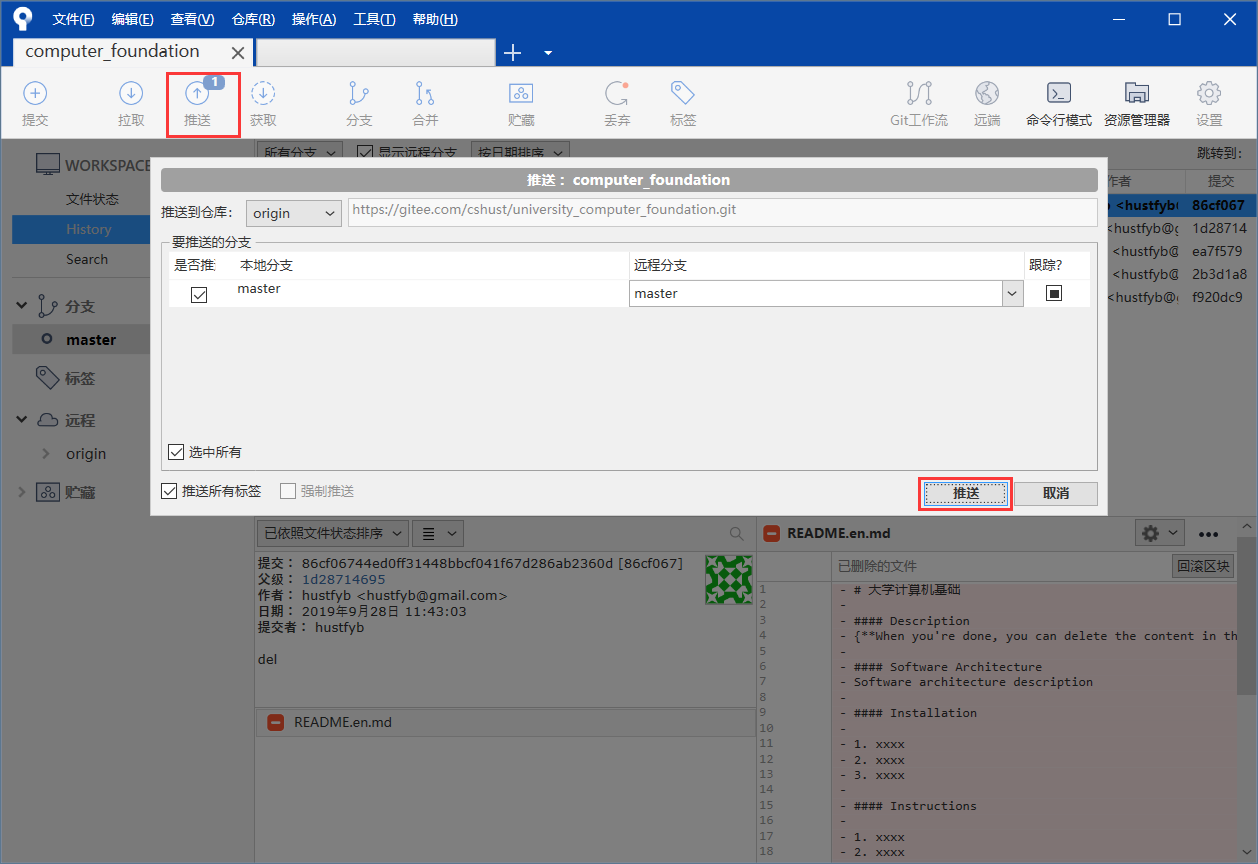 文件(F) 编辑(E) 查看(V) 仓库(R) 操作(A) 工具(T) 帮助(H)
computer_foundation
1
提交 拉取 推送 获取 分支 合并 贮藏 丢弃 标签 Git工作流 远端 命令行模式 资源管理器 设置
WORKSPACE
文件状态
History
Search
分支
master
标签
远程
origin
贮藏
所有分支 显示远程分支 按日期排序 跳转到:
作者 提交
<hustfyb 86cf067
<hustfyb@g 1d28714
<hustfyb@g ea7f579
<hustfyb@g 2b3d1a8
<hustfyb@g f920dc9
推送： computer_foundation
推送到仓库: origin https://gitee.com/cshust/university_computer_foundation.git
要推送的分支
是否推 本地分支 远程分支 跟踪?
master master
选中所有
推送所有标签 强制推送 推送 取消
已依照文件状态排序
提交： 86cf06744ed0ff31448bbcf041f67d286ab2360d [86cf067]
父级： 1d28714695
作者： hustfyb <hustfyb@gmail.com>
日期： 2019年9月28日 11:43:03
提交者： hustfyb
del
README.en.md
README.en.md
已删除的文件 回滚区块
1 - # 大学计算机基础
2 -
3 - #### Description
4 - {**When you're done, you can delete the content in th
5 -
6 - #### Software Architecture
7 - Software architecture description
8 -
9 - #### Installation
10 -
11 - 1. xxxx
12 - 2. xxxx
13 - 3. xxxx
14 -
15 - #### Instructions
16 -
17 - 1. xxxx
18 - 2. xxxx